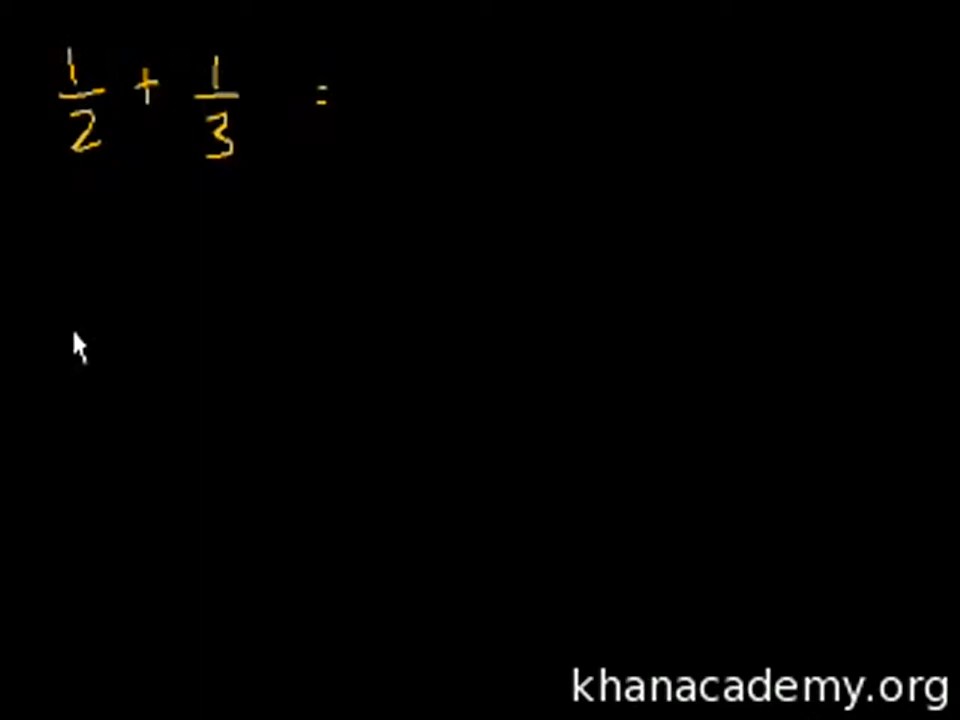 1/2 + 1/3 =
khanacademy.org